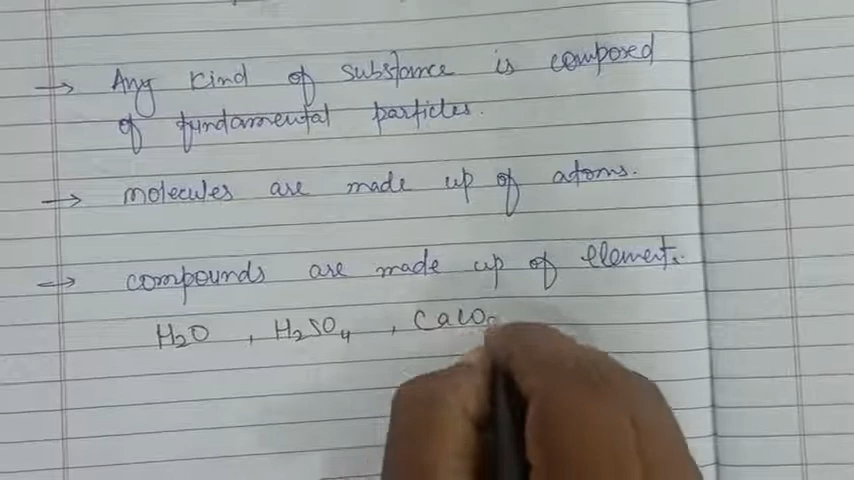 → Any kind of substance is composed
of fundamental particles.
→ molecules are made up of atoms.
→ compounds are made up of element.
H₂O , H₂SO₄ , CaCO